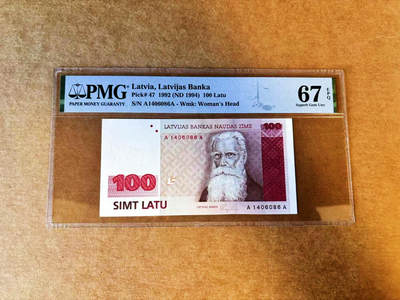 PMG
PAPER MONEY GUARANTY
Latvia, Latvijas Banka
Pick# 47 1992 (ND 1994) 100 Latu
S/N A1406086A - Wmk: Woman's Head
67 EPQ
Superb Gem Unc
LATVIJAS BANKAS NAUDAS ZĪME
100
A 1406086 A
100
SIMT LATU
A 1406086 A